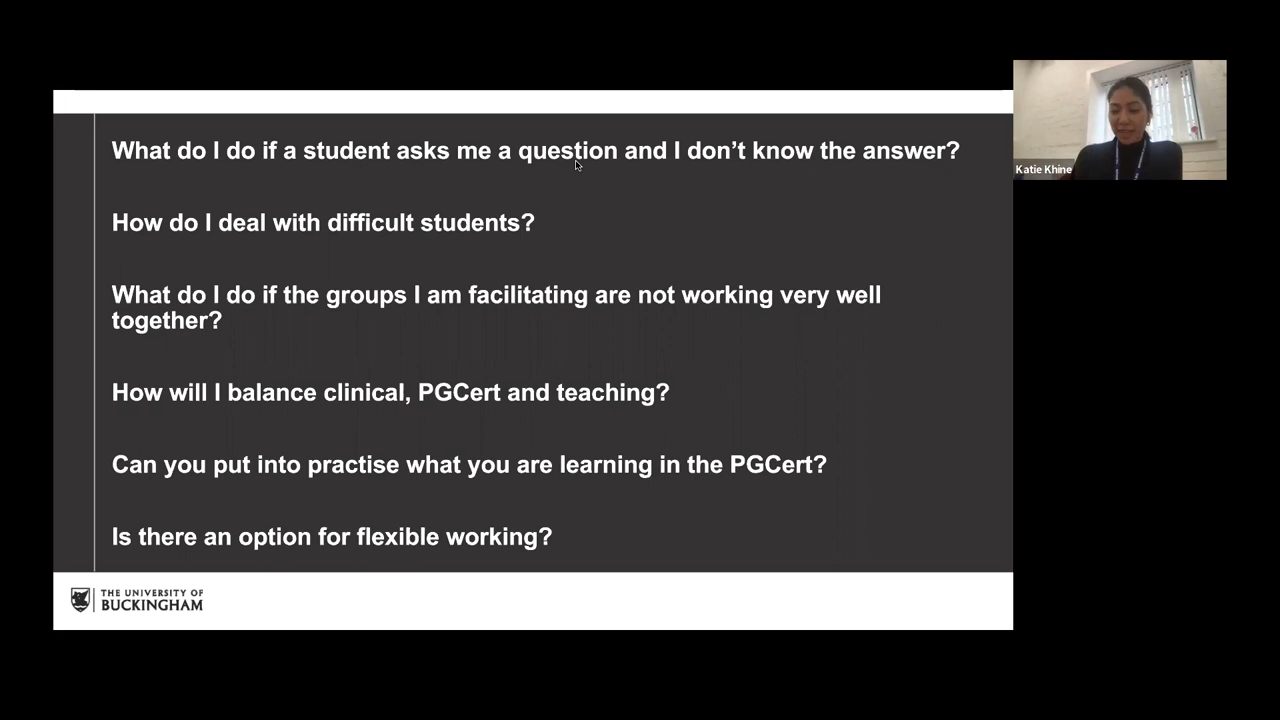 What do I do if a student asks me a question and I don’t know the answer?
How do I deal with difficult students?
What do I do if the groups I am facilitating are not working very well
together?
How will I balance clinical, PGCert and teaching?
Can you put into practise what you are learning in the PGCert?
Is there an option for flexible working?
THE UNIVERSITY OF
BUCKINGHAM
Katie Khine